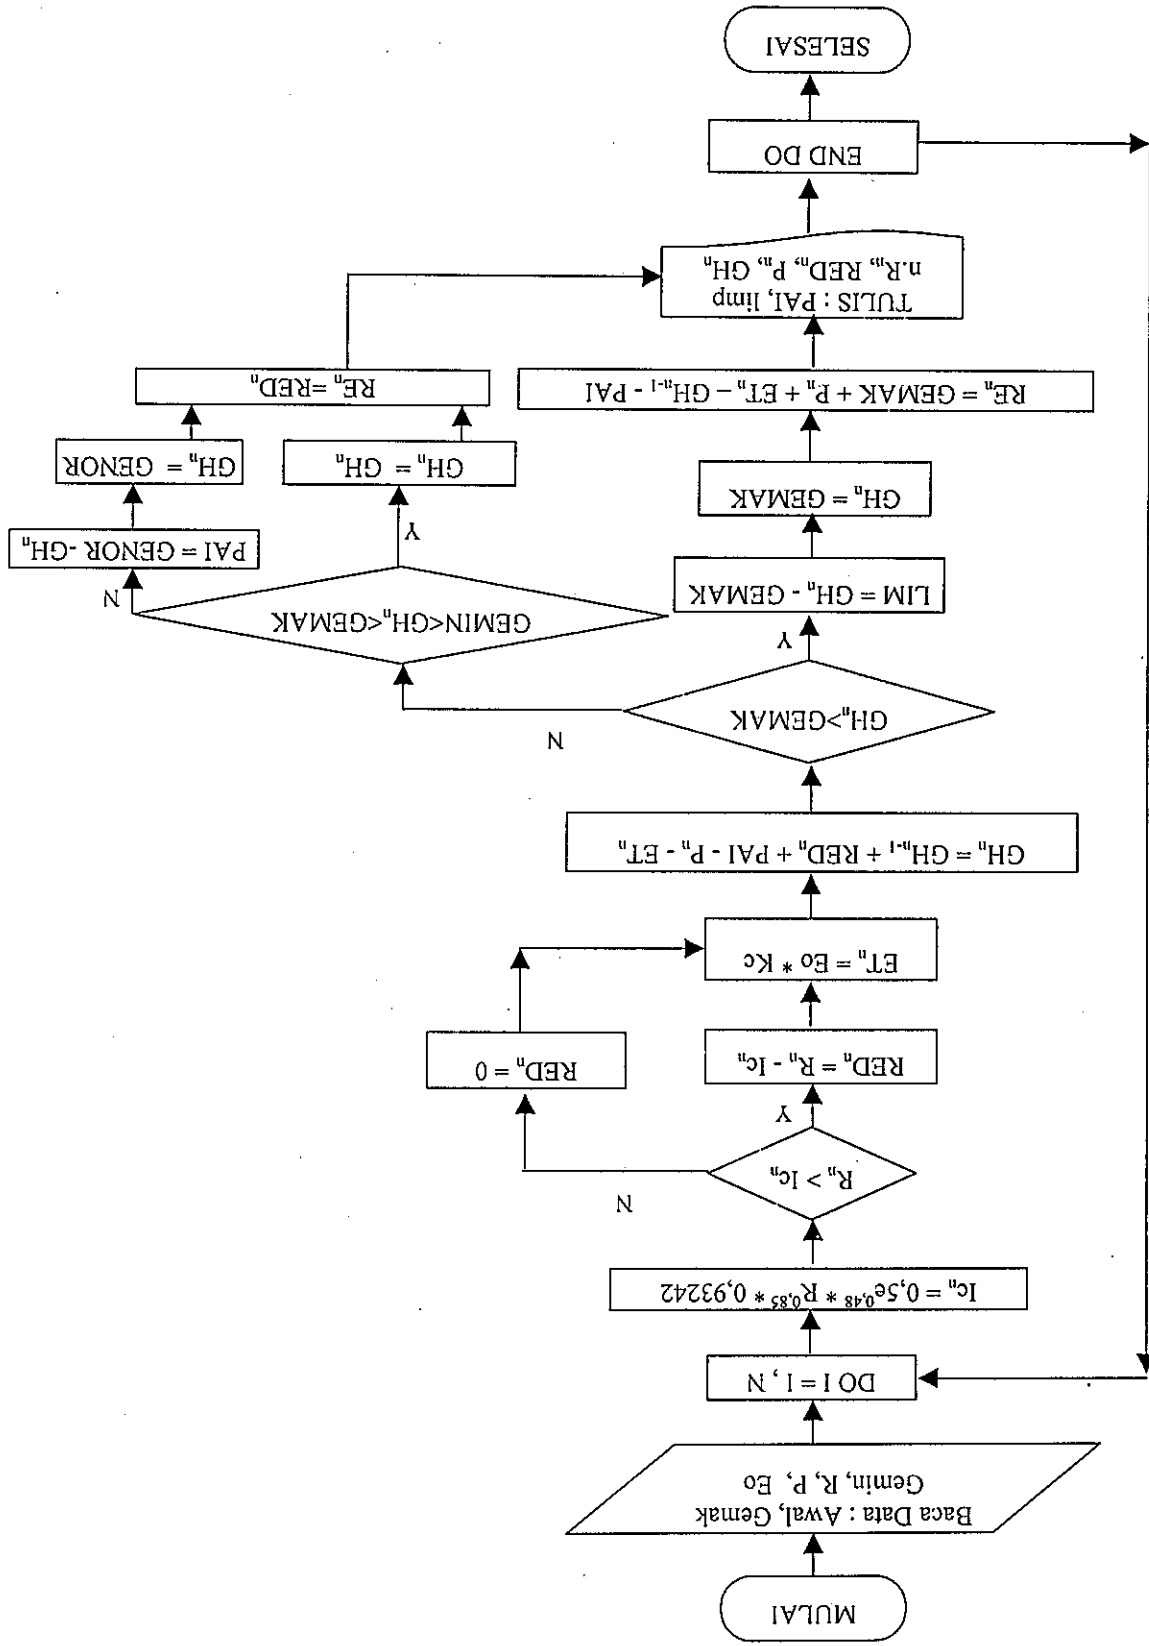 MULAI
Baca Data : Awal, Gemak
Gemin, R, P, Eo
DO I = I , N
Icₙ = 0,5e⁰,⁴⁸ * R⁰,⁸⁵ * 0,93242
Rₙ > Icₙ
N
Y
REDₙ = Rₙ - Icₙ
REDₙ = 0
ETₙ = Eo * Kc
GHₙ = GHₙ₋₁ + REDₙ + PAI - Pₙ - ETₙ
GHₙ>GEMAK
N
Y
LIM = GHₙ - GEMAK
GEMIN<GHₙ<GEMAK
N
Y
PAI = GENOR - GHₙ
GHₙ = GEMAK
GHₙ = GHₙ
GHₙ = GENOR
REₙ = GEMAK + Pₙ + ETₙ – GHₙ₋₁ - PAI
REₙ =REDₙ
TULIS : PAI, limp
n.Rₙ, REDₙ, Pₙ, GHₙ
END DO
SELESAI